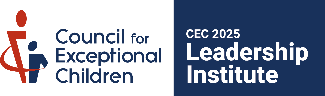 Council for
Exceptional
Children
CEC 2025
Leadership
Institute